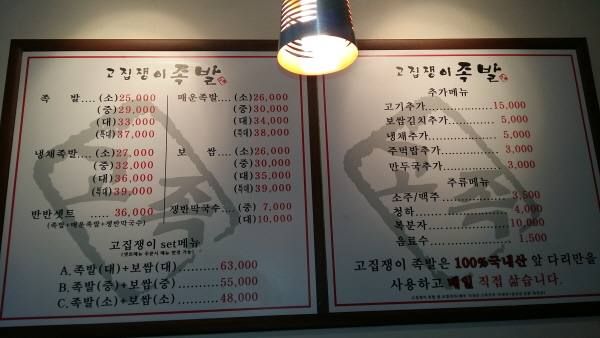 고집쟁이 족발
족 발.... (소) 25,000
(중) 29,000
(대) 33,000
(특대) 37,000
매운족발... (소) 26,000
(중) 30,000
(대) 34,000
(특대) 38,000
냉채족발... (소) 27,000
(중) 32,000
(대) 36,000
(특대) 39,000
보 쌈.... (소) 26,000
(중) 30,000
(대) 35,000
(특대) 39,000
반반셋트 ..... 36,000
(족발+매운족발+쟁반막국수)
쟁반막국수... (중) 7,000
(대) 10,000
고집쟁이 set메뉴
A. 족발(대)+보쌈(대) .......... 63,000
B. 족발(중)+보쌈(중) .......... 55,000
C. 족발(소)+보쌈(소) .......... 48,000
고집쟁이 족발
추가메뉴
고기추가 .................... 15,000
보쌈김치추가 .............. 5,000
냉채추가 .................... 5,000
주먹밥추가 ................. 3,000
만두국추가 ................. 3,000
주류메뉴
소주/맥주 .................. 3,500
청하 .......................... 4,000
복분자 ....................... 10,000
음료수 ....................... 1,500
고집쟁이 족발은 100%국내산 앞 다리만을
사용하고 매일 직접 삶습니다.